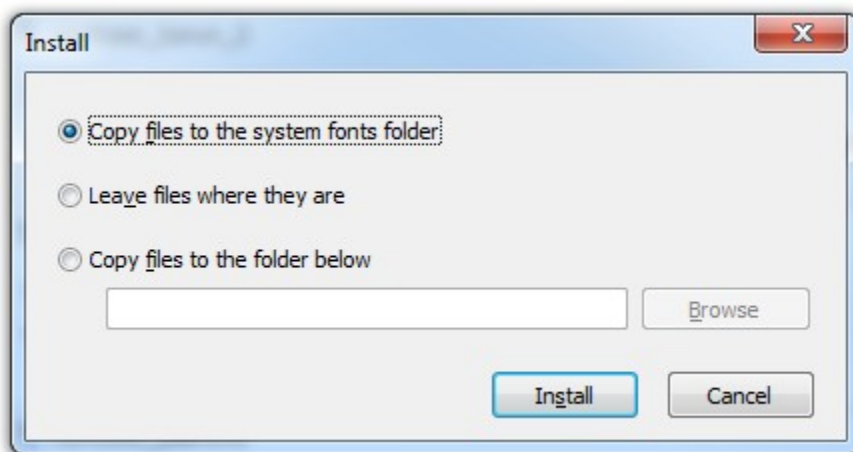 Install
Copy files to the system fonts folder
Leave files where they are
Copy files to the folder below
Browse
Install
Cancel